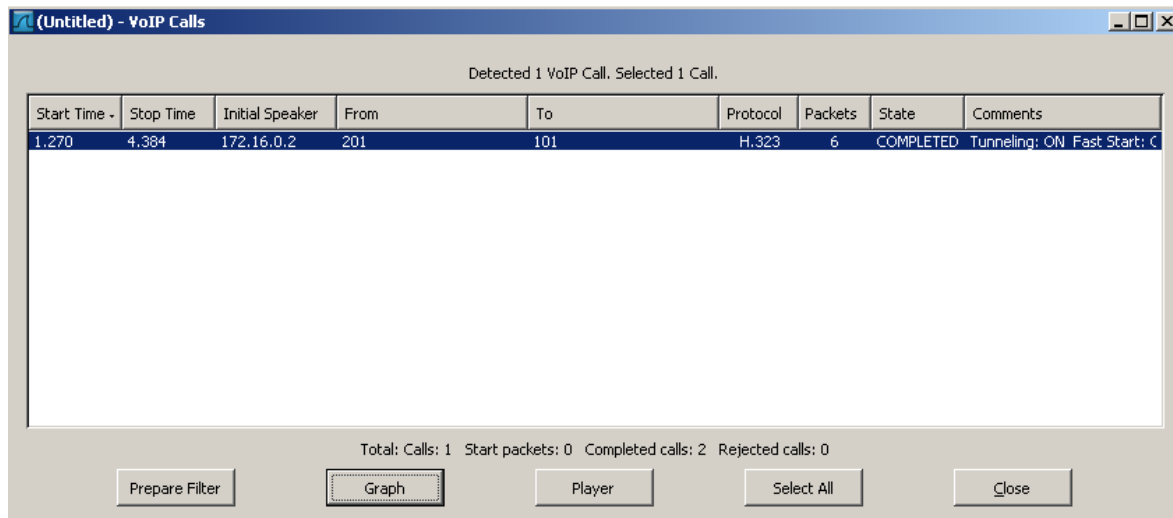 (Untitled) - VoIP Calls
Detected 1 VoIP Call. Selected 1 Call.
Start Time Stop Time Initial Speaker From To Protocol Packets State Comments
1.270 4.384 172.16.0.2 201 101 H.323 6 COMPLETED Tunneling: ON Fast Start:
Total: Calls: 1 Start packets: 0 Completed calls: 2 Rejected calls: 0
Prepare Filter Graph Player Select All Close